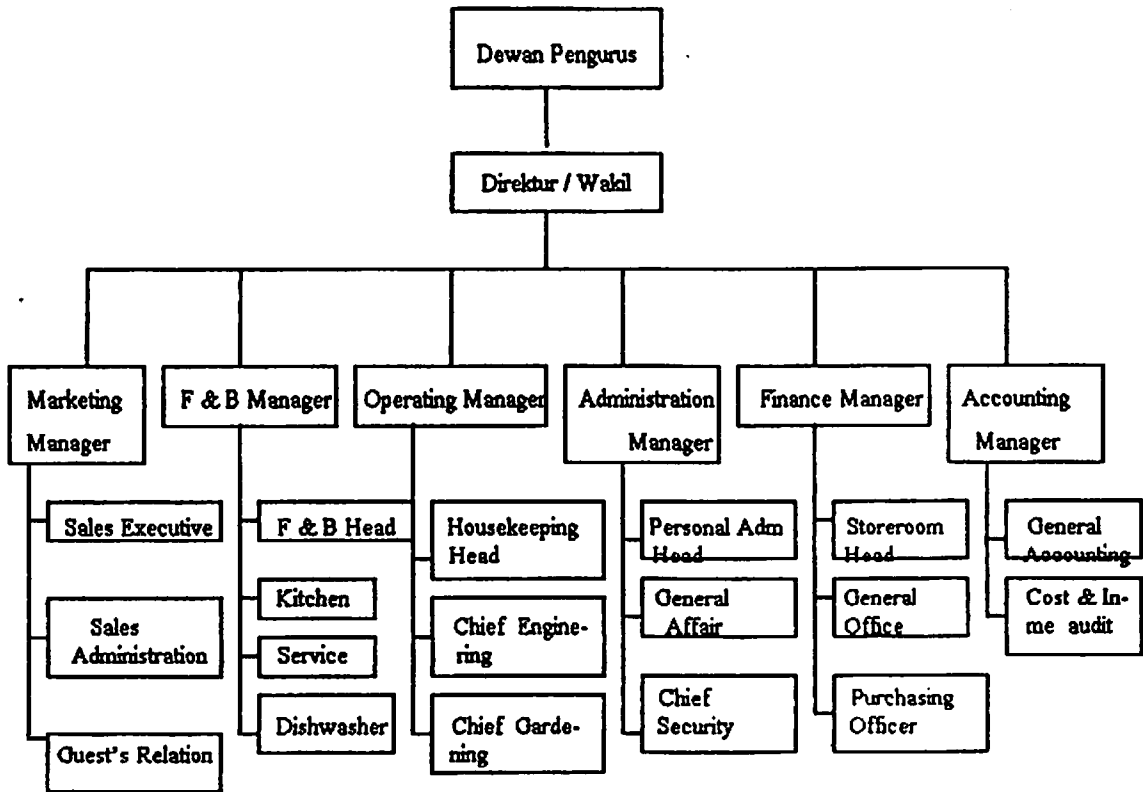 Dewan Pengurus
Direktur / Wakil
Marketing
Manager
F & B Manager
Operating Manager
Administration
Manager
Finance Manager
Accounting
Manager
Sales Executive
Sales
Administration
Guest's Relation
F & B Head
Kitchen
Service
Dishwasher
Housekeeping
Head
Chief Engine-
ring
Chief Garde-
ning
Personal Adm
Head
General
Affair
Chief
Security
Storeroom
Head
General
Office
Purchasing
Officer
General
Accounting
Cost & In-
me audit